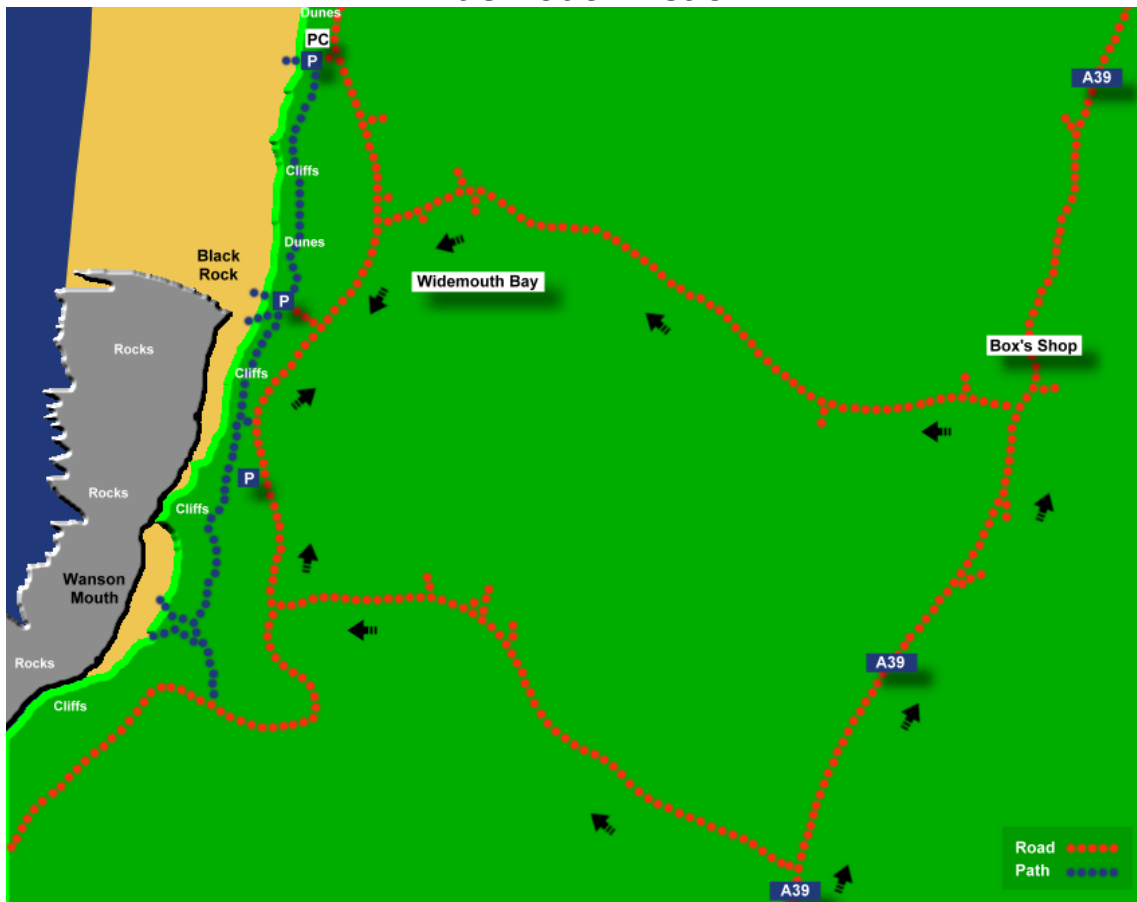 Dunes
PC
P
A39
Cliffs
Dunes
Black
Rock
Widemouth Bay
P
Rocks
Box's Shop
Cliffs
P
Rocks
Cliffs
Wanson
Mouth
Rocks
A39
Cliffs
Road
Path
A39